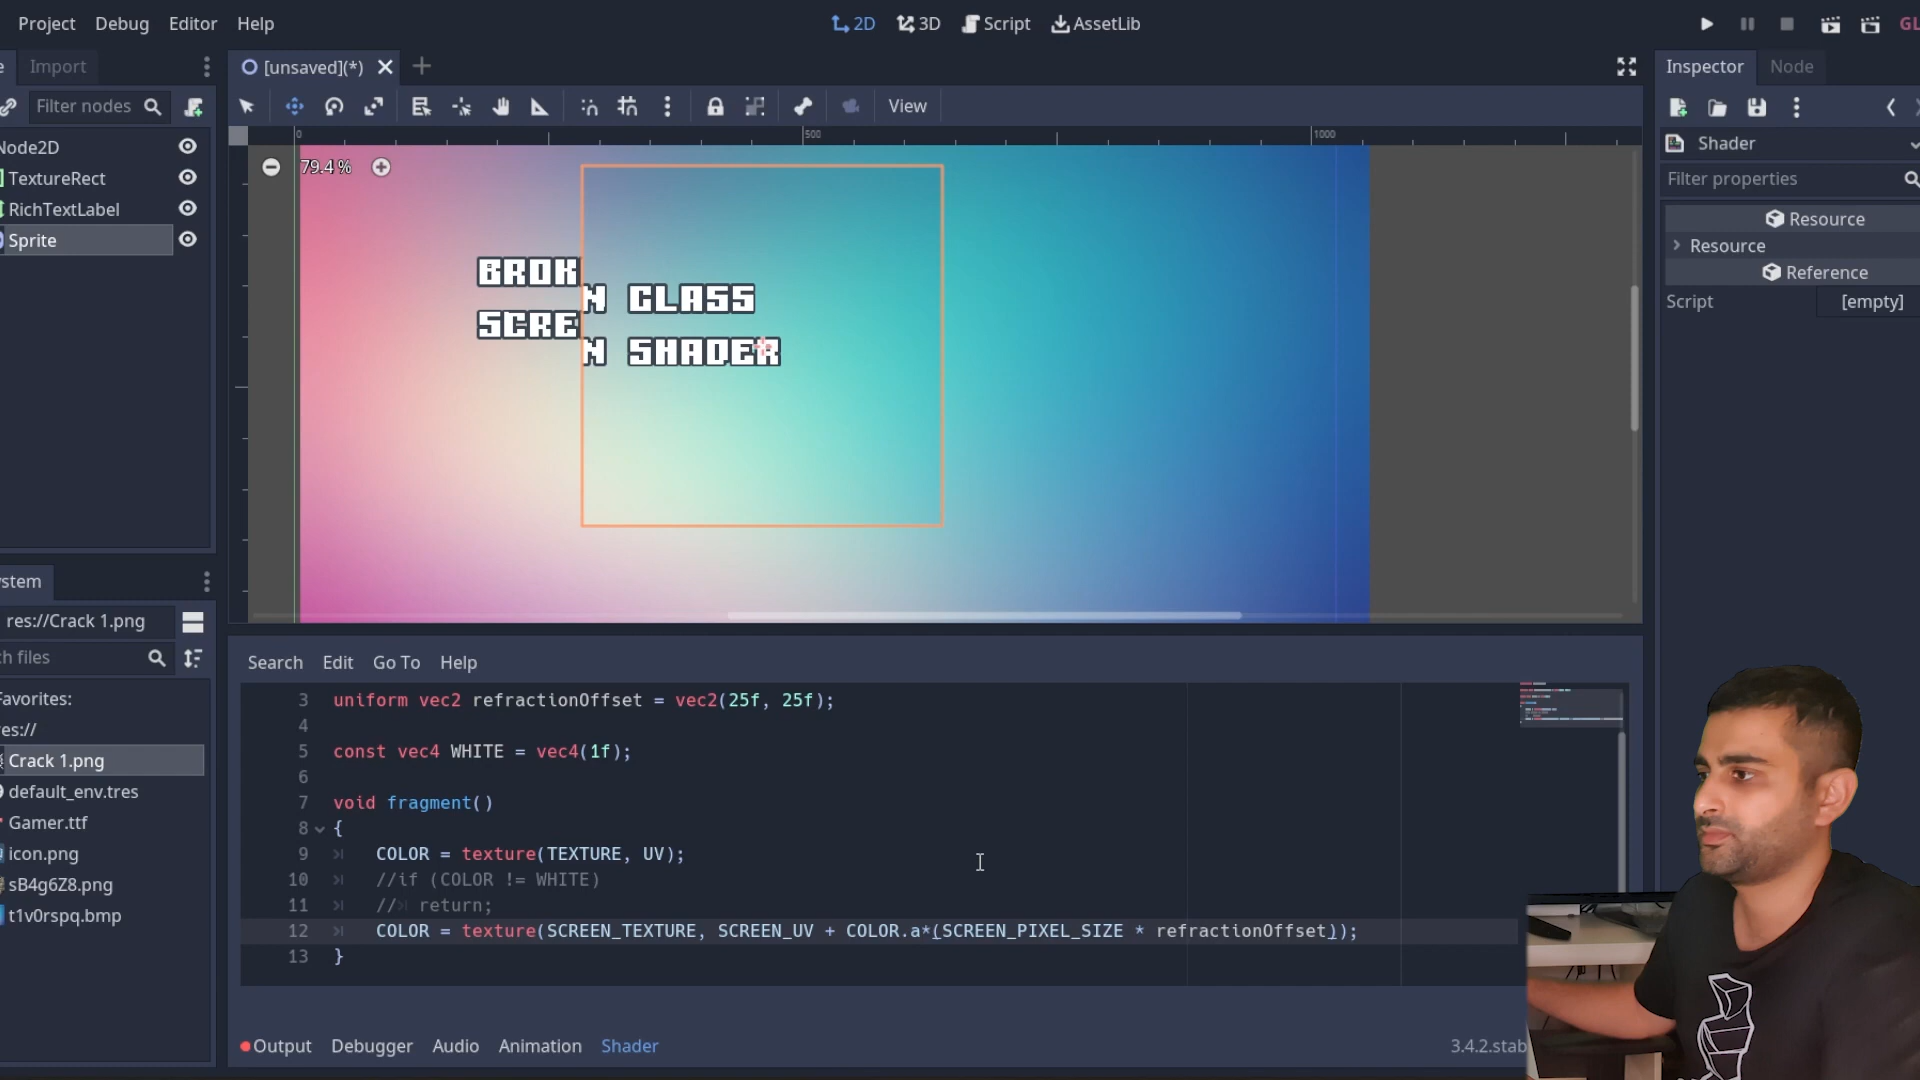 Project Debug Editor Help
2D 3D Script AssetLib
Import
[unsaved](*)
Inspector Node
Filter nodes
View
0 500 1000
79.4 %
Shader
Filter properties
Node2D
TextureRect
RichTextLabel
Sprite
Resource
Resource
Reference
Script [empty]
BROK
N CLASS
SCRE
N SHADER
stem
res://Crack 1.png
ch files
Favorites:
es://
Crack 1.png
default_env.tres
Gamer.ttf
icon.png
sB4g6Z8.png
t1v0rspq.bmp
Search Edit Go To Help
3 uniform vec2 refractionOffset = vec2(25f, 25f);
4
5 const vec4 WHITE = vec4(1f);
6
7 void fragment()
8 {
9 COLOR = texture(TEXTURE, UV);
10 //if (COLOR != WHITE)
11 // return;
12 COLOR = texture(SCREEN_TEXTURE, SCREEN_UV + COLOR.a*(SCREEN_PIXEL_SIZE * refractionOffset));
13 }
Output Debugger Audio Animation Shader
3.4.2.stab